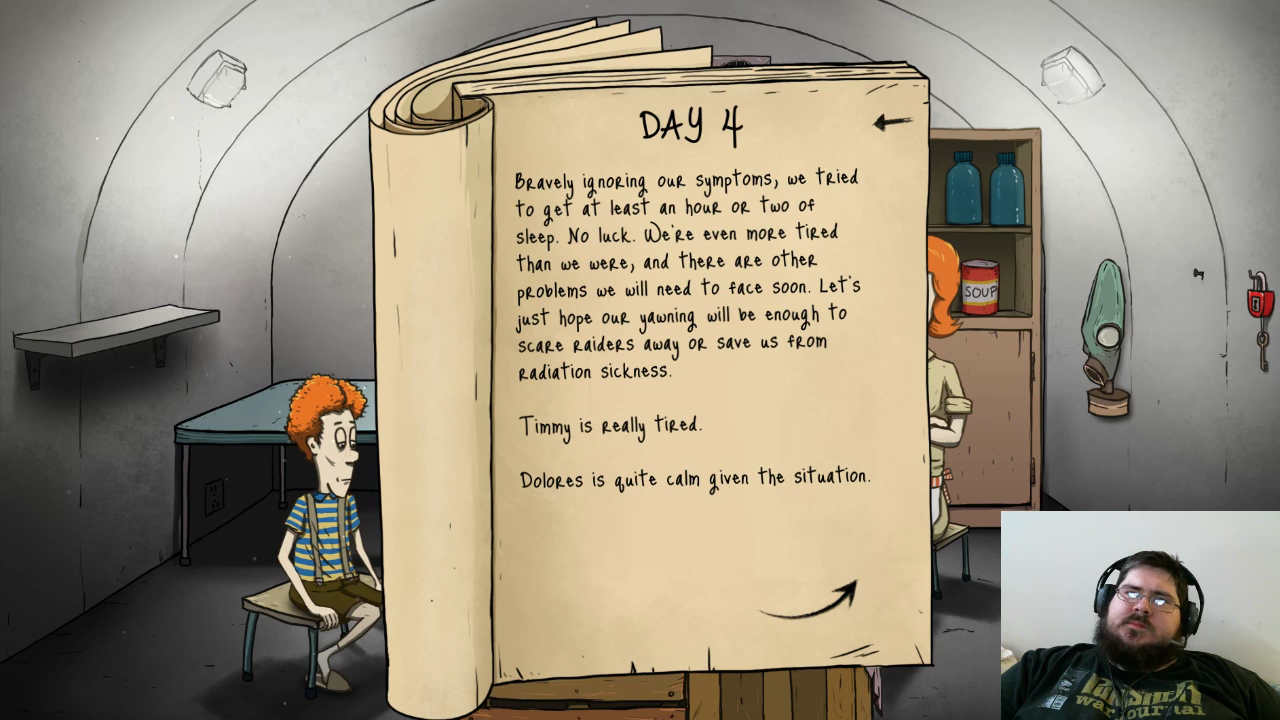 DAY 4
Bravely ignoring our symptoms, we tried
to get at least an hour or two of
sleep. No luck. We're even more tired
than we were, and there are other
problems we will need to face soon. Let's
just hope our yawning will be enough to
scare raiders away or save us from
radiation sickness.
Timmy is really tired.
Dolores is quite calm given the situation.
SOUP